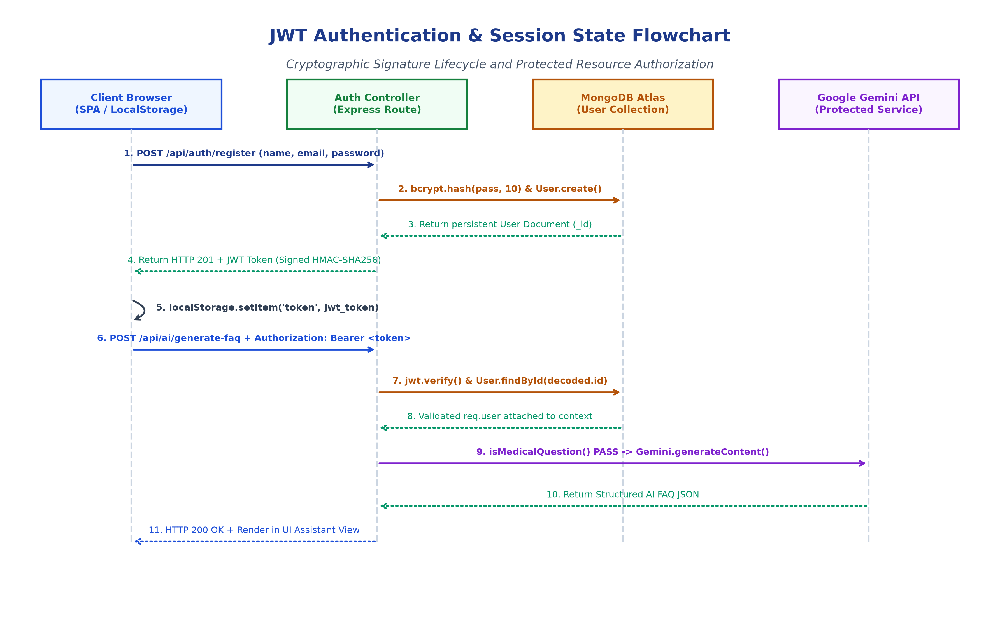 JWT Authentication & Session State Flowchart
Cryptographic Signature Lifecycle and Protected Resource Authorization
Client Browser
(SPA / LocalStorage)
Auth Controller
(Express Route)
MongoDB Atlas
(User Collection)
Google Gemini API
(Protected Service)
1. POST /api/auth/register (name, email, password)
2. bcrypt.hash(pass, 10) & User.create()
3. Return persistent User Document (_id)
4. Return HTTP 201 + JWT Token (Signed HMAC-SHA256)
5. localStorage.setItem('token', jwt_token)
6. POST /api/ai/generate-faq + Authorization: Bearer <token>
7. jwt.verify() & User.findById(decoded.id)
8. Validated req.user attached to context
9. isMedicalQuestion() PASS -> Gemini.generateContent()
10. Return Structured AI FAQ JSON
11. HTTP 200 OK + Render in UI Assistant View